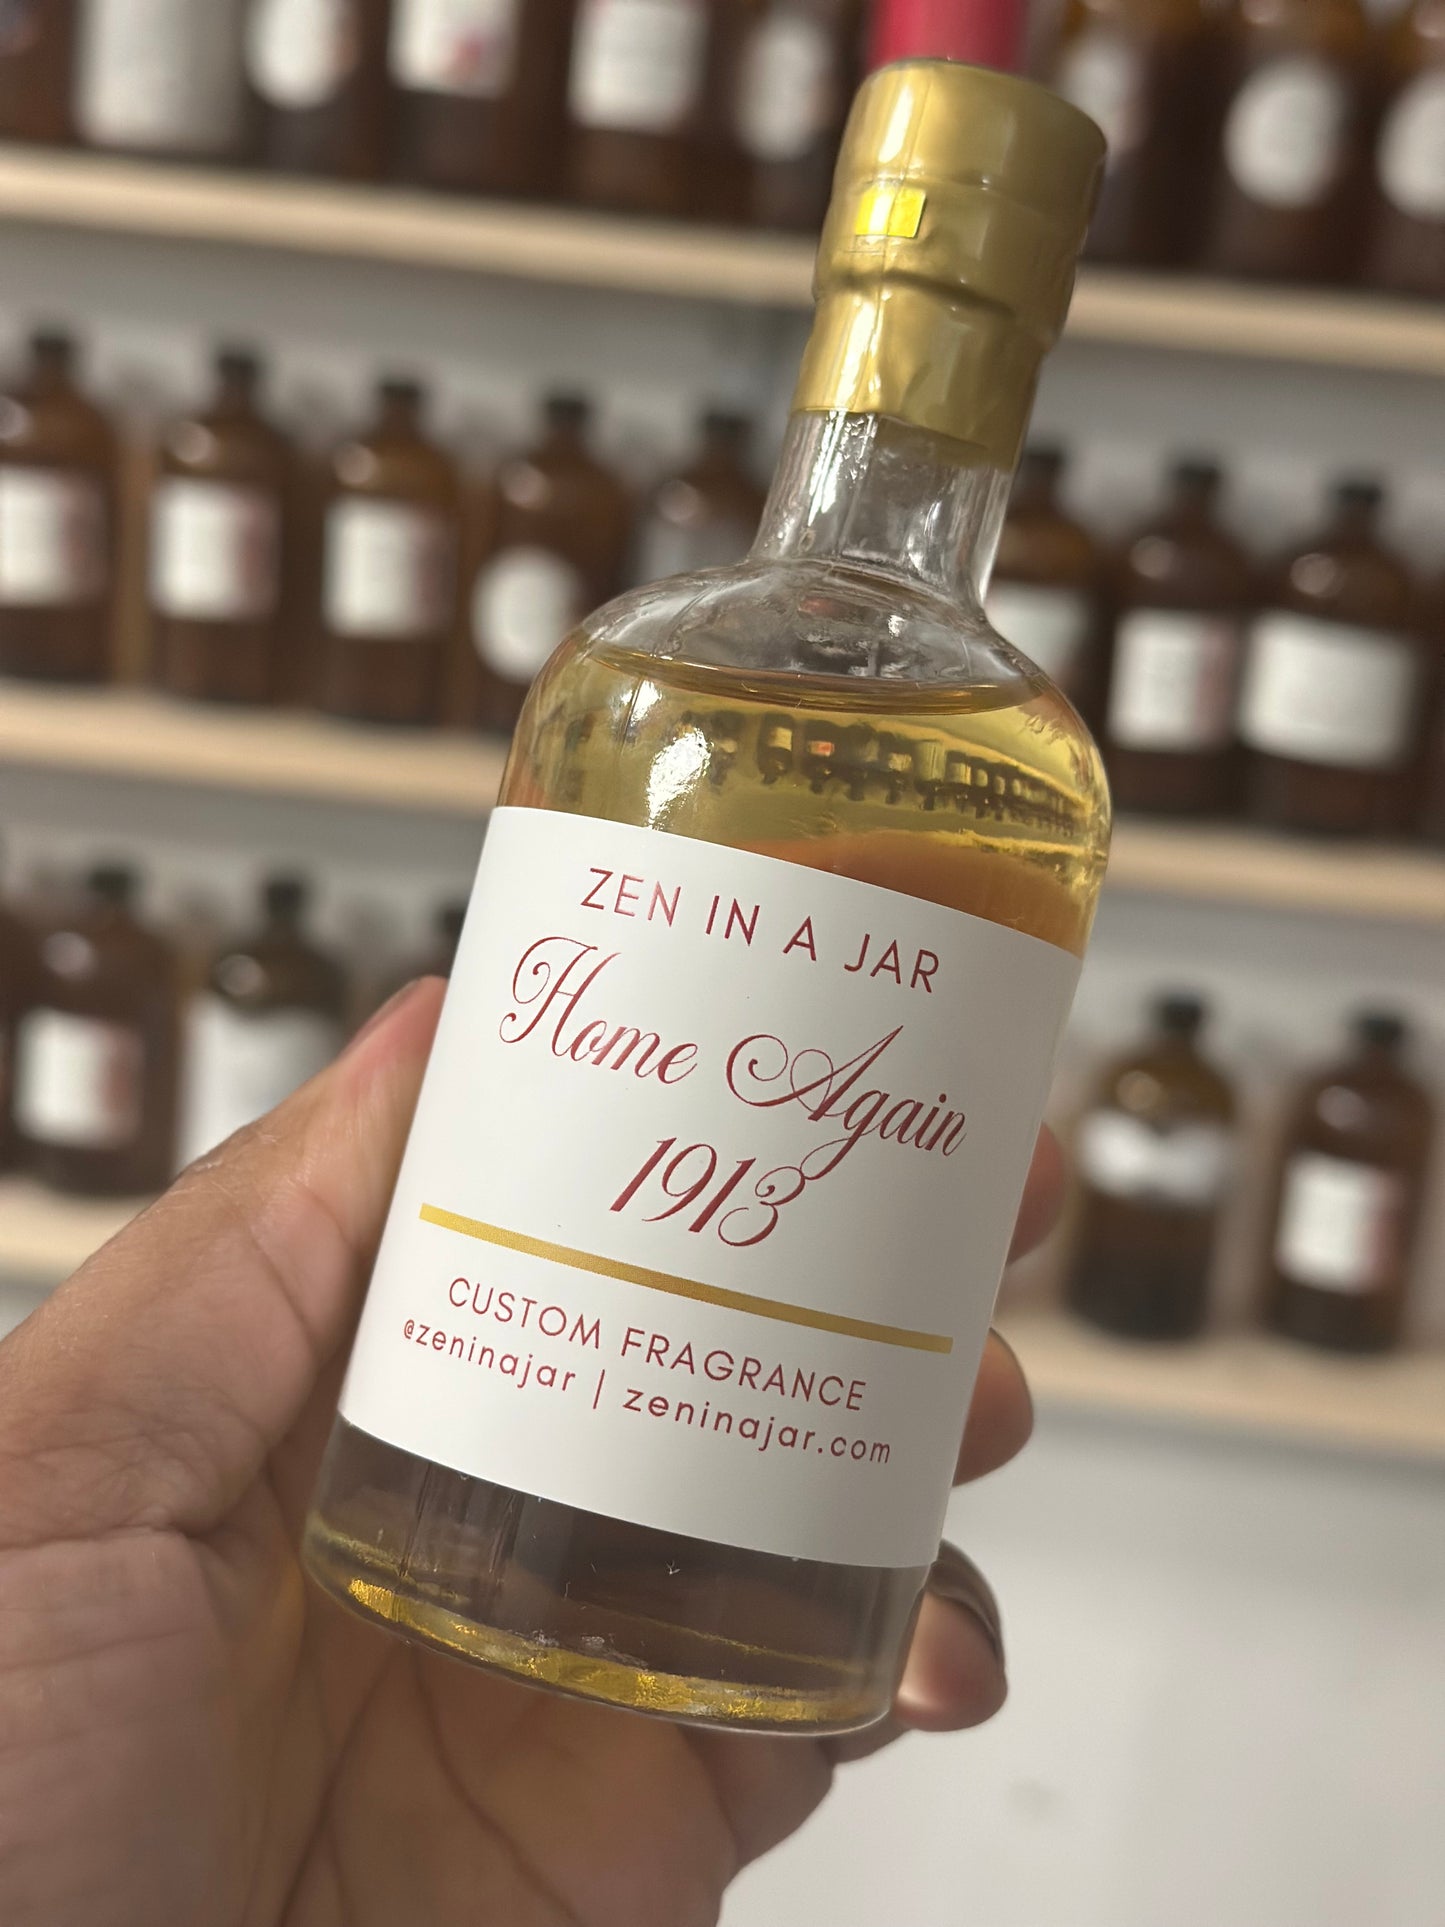 ZEN IN A JAR
Home Again
1913
CUSTOM FRAGRANCE
@zeninajar | zeninajar.com